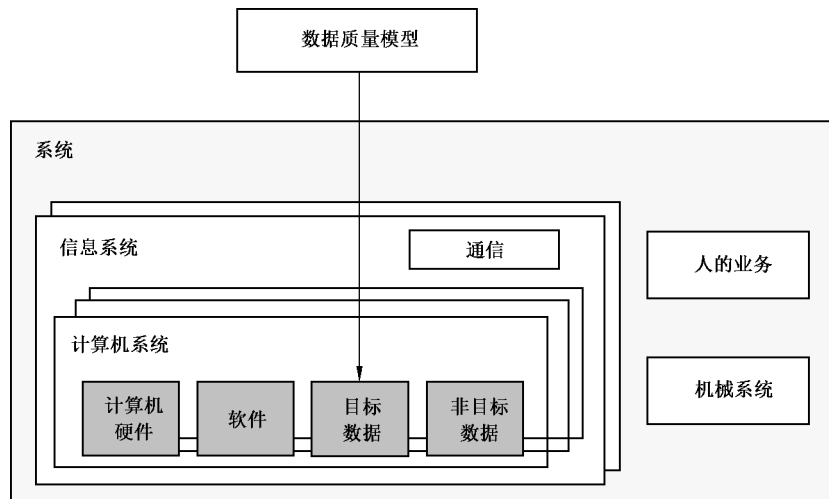 数据质量模型
系统
信息系统
通信
人的业务
计算机系统
机械系统
计算机
硬件
软件
目标
数据
非目标
数据